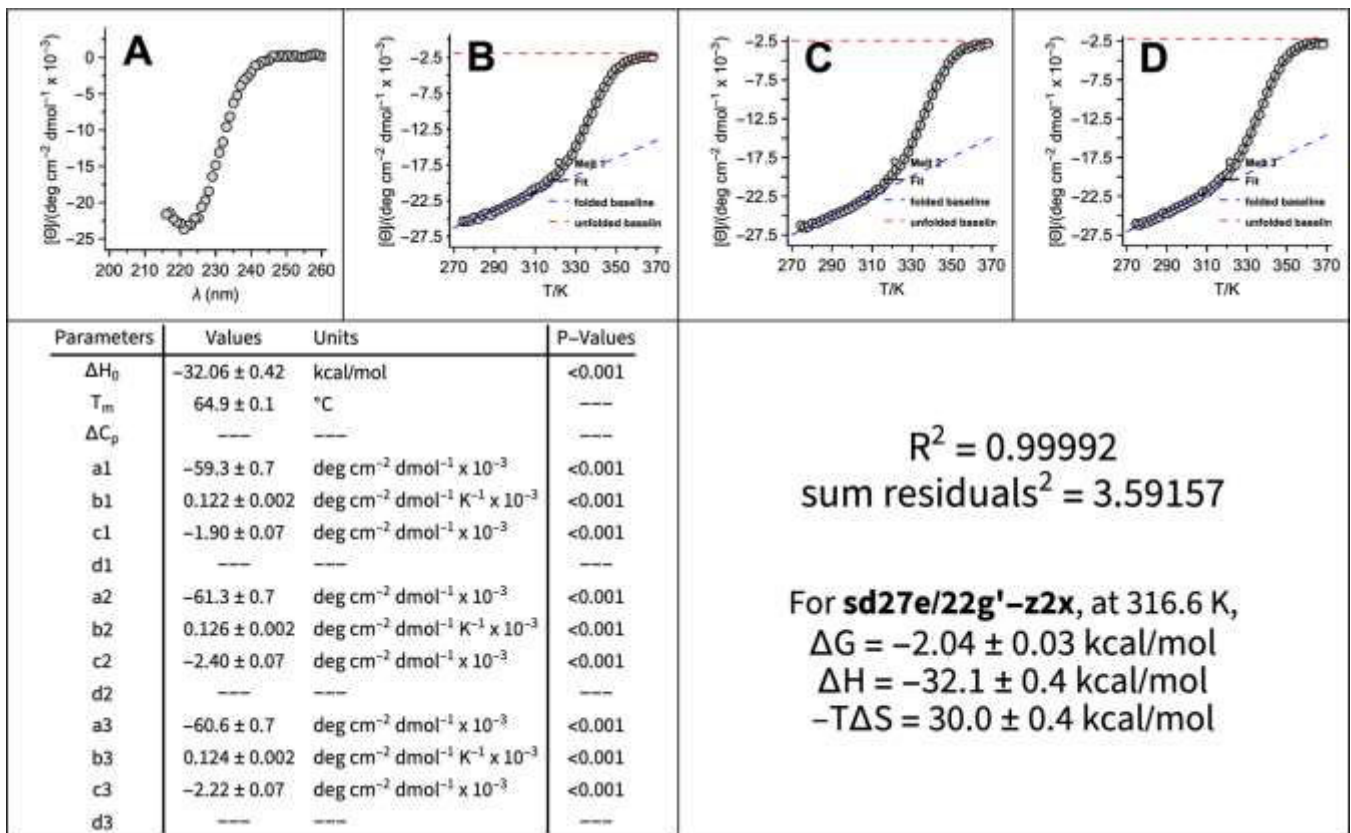 A
[Θ]/(deg cm−2 dmol−1 x 10−3)
0
−5
−10
−15
−20
−25
200 210 220 230 240 250 260
λ (nm)
B
[Θ]/(deg cm−2 dmol−1 x 10−3)
−2.5
−7.5
−12.5
−17.5
−22.5
−27.5
Melt 1
Fit
folded baseline
unfolded baselin
270 290 310 330 350 370
T/K
C
[Θ]/(deg cm−2 dmol−1 x 10−3)
−2.5
−7.5
−12.5
−17.5
−22.5
−27.5
Melt 2
Fit
folded baseline
unfolded baselin
270 290 310 330 350 370
T/K
D
[Θ]/(deg cm−2 dmol−1 x 10−3)
−2.5
−7.5
−12.5
−17.5
−22.5
−27.5
Melt 3
Fit
folded baseline
unfolded baselin
270 290 310 330 350 370
T/K
Parameters Values Units P−Values
ΔH0 −32.06 ± 0.42 kcal/mol <0.001
Tm 64.9 ± 0.1 °C −−−
ΔCp −−− −−− −−−
a1 −59.3 ± 0.7 deg cm−2 dmol−1 x 10−3 <0.001
b1 0.122 ± 0.002 deg cm−2 dmol−1 K−1 x 10−3 <0.001
c1 −1.90 ± 0.07 deg cm−2 dmol−1 x 10−3 <0.001
d1 −−− −−− −−−
a2 −61.3 ± 0.7 deg cm−2 dmol−1 x 10−3 <0.001
b2 0.126 ± 0.002 deg cm−2 dmol−1 K−1 x 10−3 <0.001
c2 −2.40 ± 0.07 deg cm−2 dmol−1 x 10−3 <0.001
d2 −−− −−− −−−
a3 −60.6 ± 0.7 deg cm−2 dmol−1 x 10−3 <0.001
b3 0.124 ± 0.002 deg cm−2 dmol−1 K−1 x 10−3 <0.001
c3 −2.22 ± 0.07 deg cm−2 dmol−1 x 10−3 <0.001
d3 −−− −−− −−−
R2 = 0.99992
sum residuals2 = 3.59157
For sd27e/22g'−z2x, at 316.6 K,
ΔG = −2.04 ± 0.03 kcal/mol
ΔH = −32.1 ± 0.4 kcal/mol
−TΔS = 30.0 ± 0.4 kcal/mol